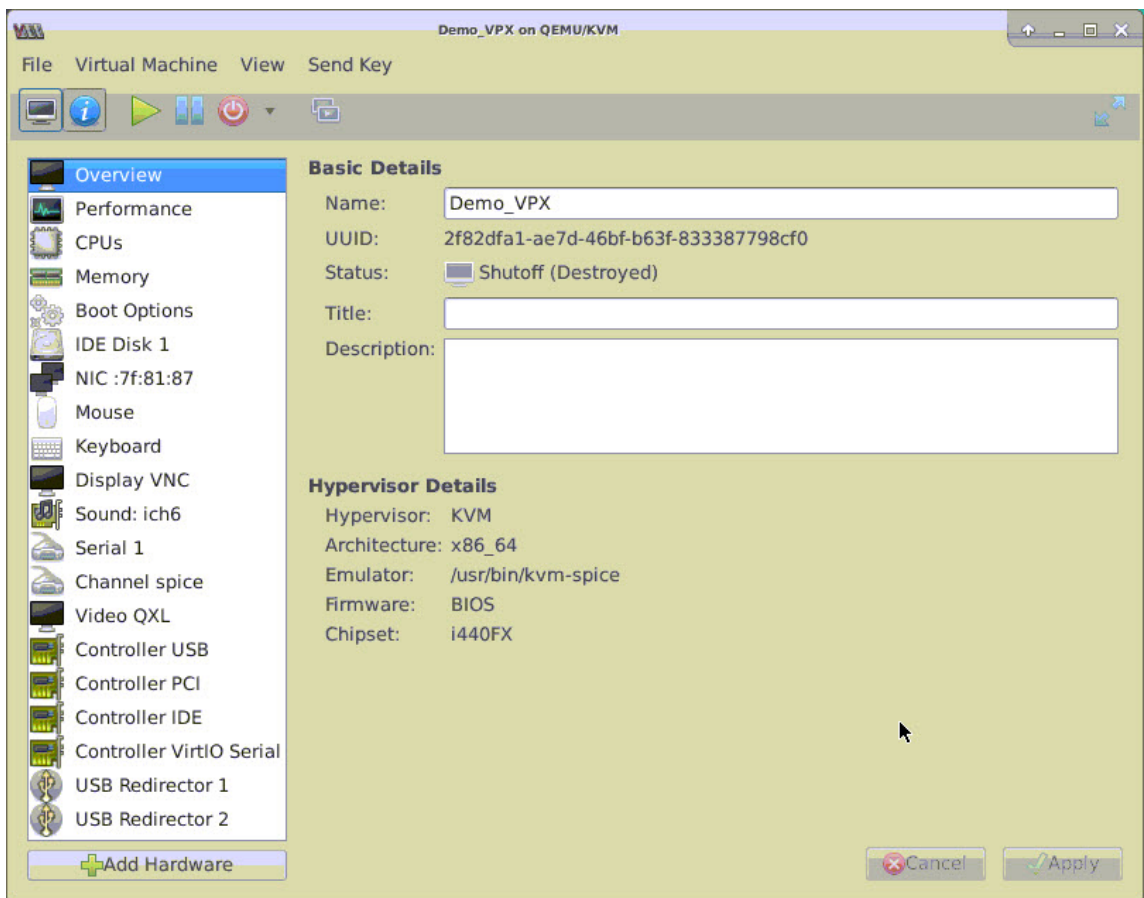 Demo_VPX on QEMU/KVM
File Virtual Machine View Send Key
Overview
Performance
CPUs
Memory
Boot Options
IDE Disk 1
NIC :7f:81:87
Mouse
Keyboard
Display VNC
Sound: ich6
Serial 1
Channel spice
Video QXL
Controller USB
Controller PCI
Controller IDE
Controller VirtIO Serial
USB Redirector 1
USB Redirector 2
Add Hardware
Basic Details
Name: Demo_VPX
UUID: 2f82dfa1-ae7d-46bf-b63f-833387798cf0
Status: Shutoff (Destroyed)
Title:
Description:
Hypervisor Details
Hypervisor: KVM
Architecture: x86_64
Emulator: /usr/bin/kvm-spice
Firmware: BIOS
Chipset: i440FX
Cancel Apply